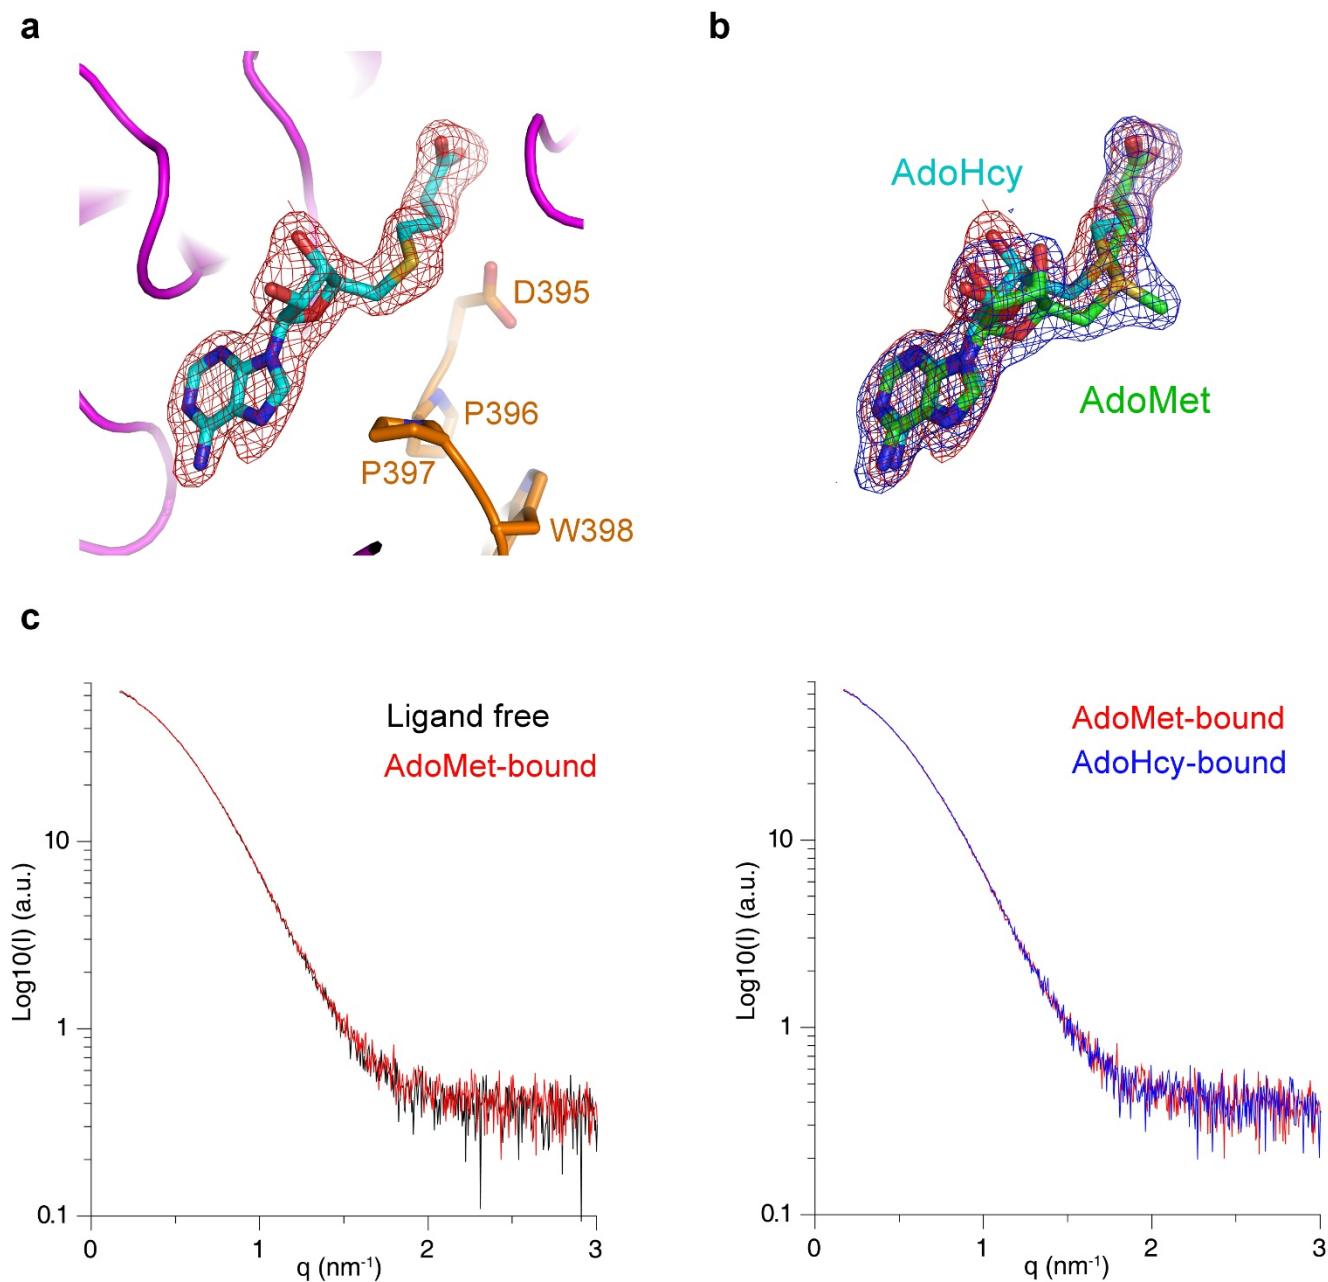 a
b
D395
P396
P397
W398
AdoHcy
AdoMet
c
Ligand free
AdoMet-bound
10
1
0.1
Log10(I) (a.u.)
0
1
2
3
q (nm⁻¹)
AdoMet-bound
AdoHcy-bound
10
1
0.1
Log10(I) (a.u.)
0
1
2
3
q (nm⁻¹)